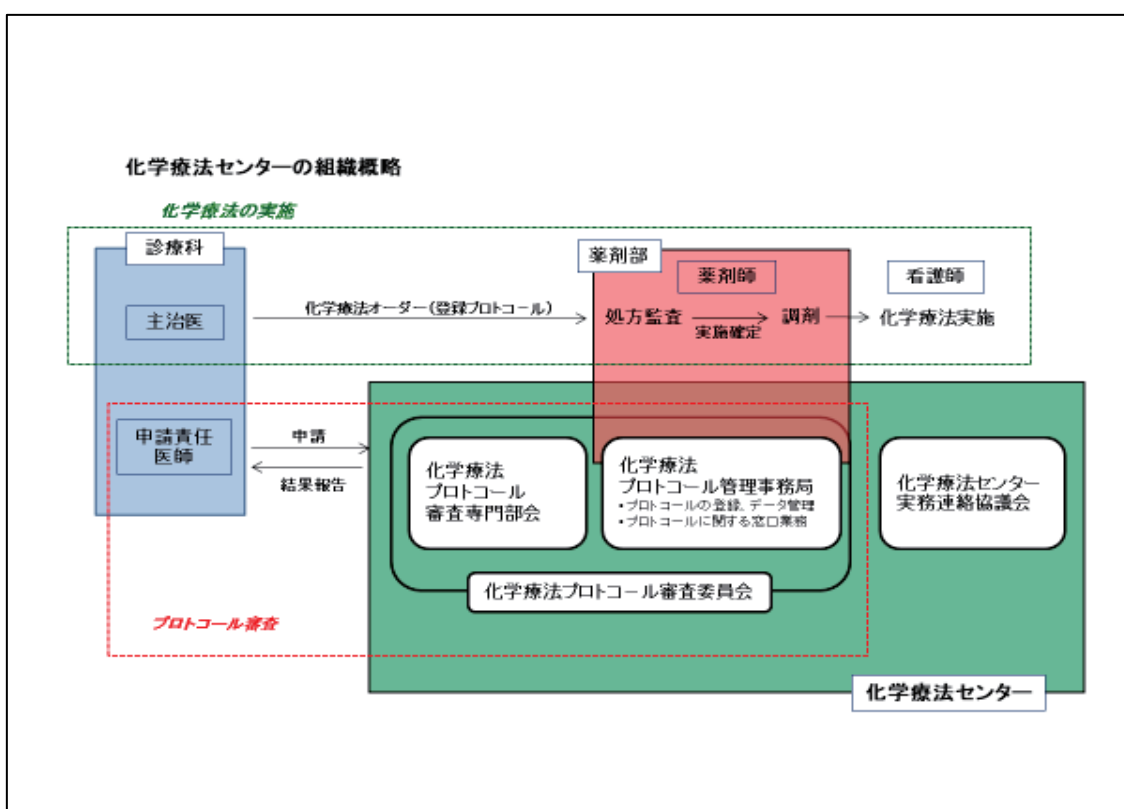 化学療法センターの組織概略
化学療法の実施
診療科
薬剤部
薬剤師
看護師
主治医
化学療法オーダー(登録プロトコール)
処方監査
実施確定
調剤
化学療法実施
申請責任
医師
申請
結果報告
化学療法
プロトコール
審査専門部会
化学療法
プロトコール管理事務局
・プロトコールの登録、データ管理
・プロトコールに関する窓口業務
化学療法センター
実務連絡協議会
化学療法プロトコール審査委員会
プロトコール審査
化学療法センター